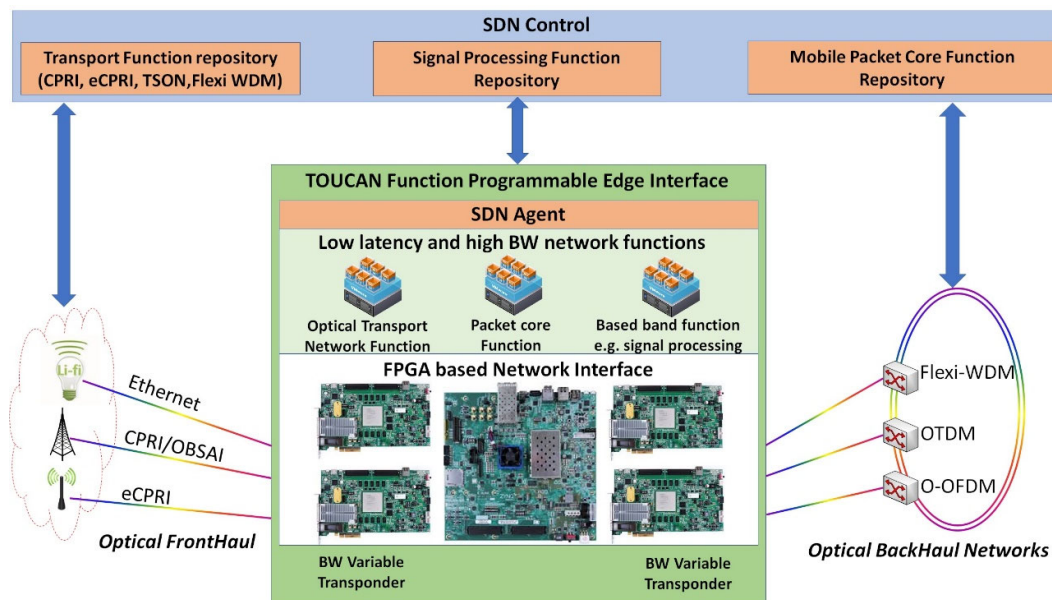 SDN Control
Transport Function repository
(CPRI, eCPRI, TSON,Flexi WDM)
Signal Processing Function
Repository
Mobile Packet Core Function
Repository
TOUCAN Function Programmable Edge Interface
SDN Agent
Low latency and high BW network functions
Optical Transport
Network Function
Packet core
Function
Based band function
e.g. signal processing
FPGA based Network Interface
Li-fi
Ethernet
CPRI/OBSAI
eCPRI
Optical FrontHaul
Flexi-WDM
OTDM
O-OFDM
Optical BackHaul Networks
BW Variable
Transponder
BW Variable
Transponder